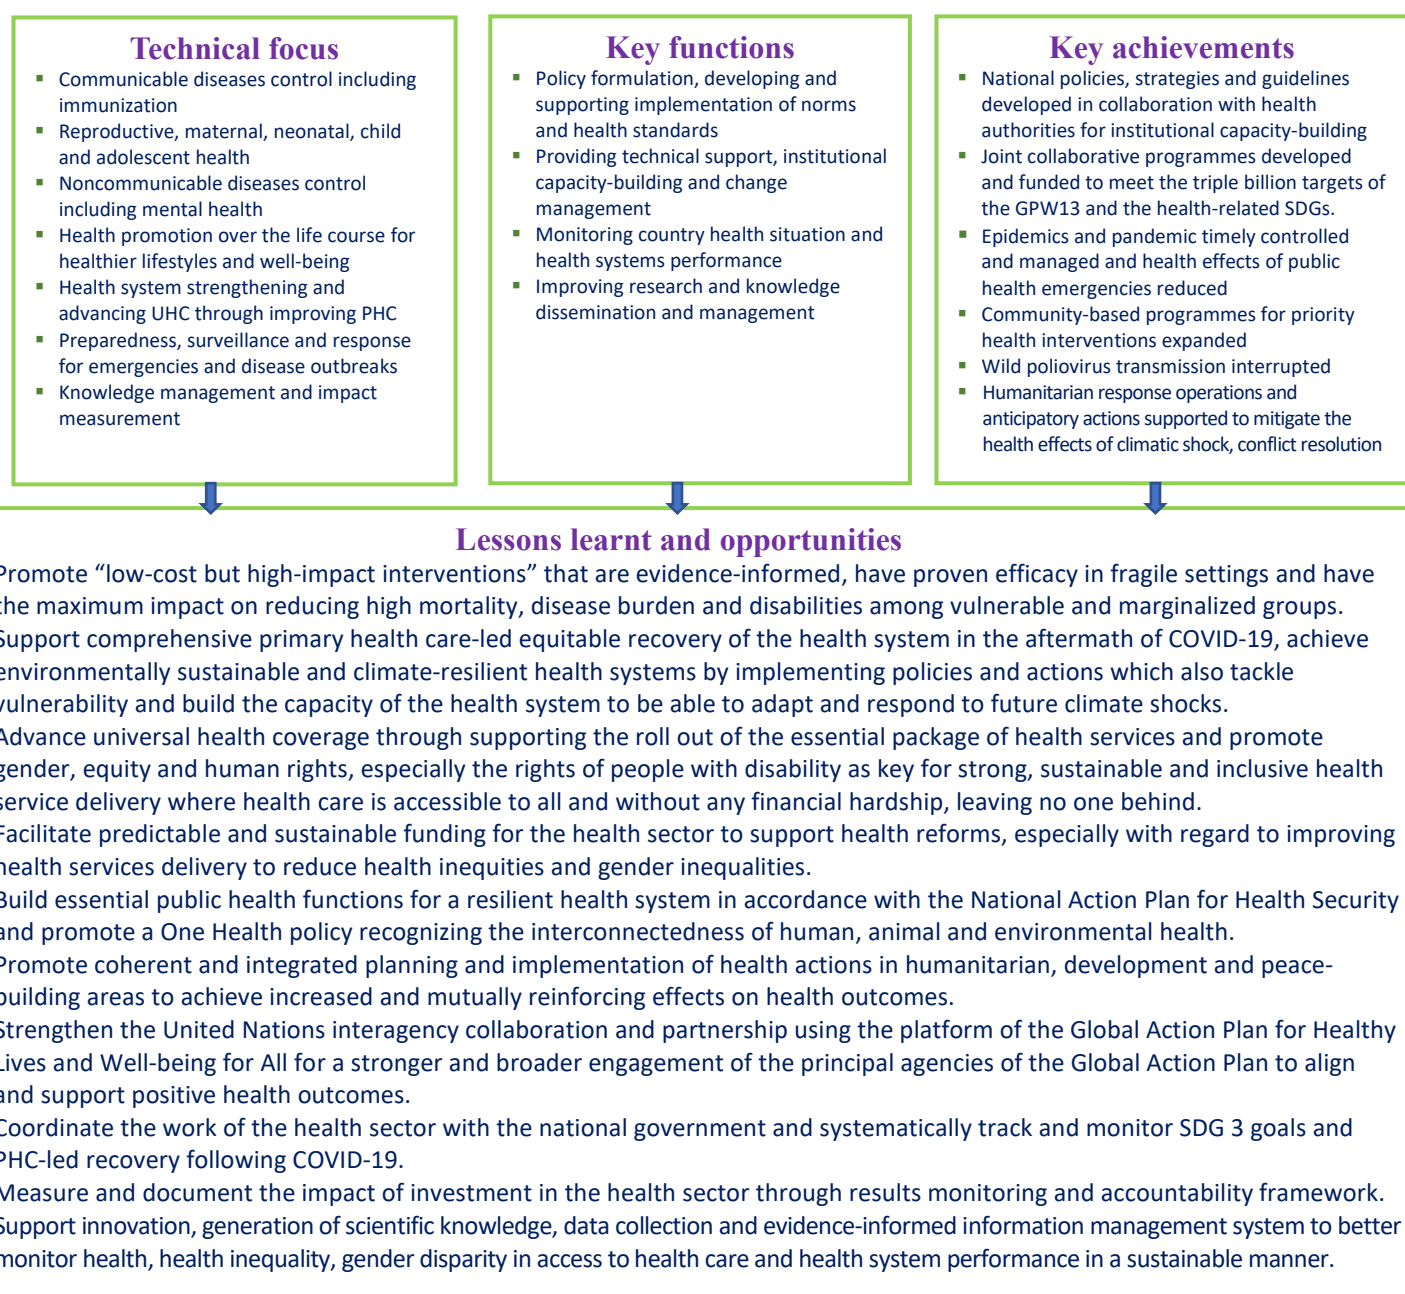 Technical focus
▪ Communicable diseases control including
immunization
▪ Reproductive, maternal, neonatal, child
and adolescent health
▪ Noncommunicable diseases control
including mental health
▪ Health promotion over the life course for
healthier lifestyles and well-being
▪ Health system strengthening and
advancing UHC through improving PHC
▪ Preparedness, surveillance and response
for emergencies and disease outbreaks
▪ Knowledge management and impact
measurement
Key functions
▪ Policy formulation, developing and
supporting implementation of norms
and health standards
▪ Providing technical support, institutional
capacity-building and change
management
▪ Monitoring country health situation and
health systems performance
▪ Improving research and knowledge
dissemination and management
Key achievements
▪ National policies, strategies and guidelines
developed in collaboration with health
authorities for institutional capacity-building
▪ Joint collaborative programmes developed
and funded to meet the triple billion targets of
the GPW13 and the health-related SDGs.
▪ Epidemics and pandemic timely controlled
and managed and health effects of public
health emergencies reduced
▪ Community-based programmes for priority
health interventions expanded
▪ Wild poliovirus transmission interrupted
▪ Humanitarian response operations and
anticipatory actions supported to mitigate the
health effects of climatic shock, conflict resolution
Lessons learnt and opportunities
Promote “low-cost but high-impact interventions” that are evidence-informed, have proven efficacy in fragile settings and have
the maximum impact on reducing high mortality, disease burden and disabilities among vulnerable and marginalized groups.
Support comprehensive primary health care-led equitable recovery of the health system in the aftermath of COVID-19, achieve
environmentally sustainable and climate-resilient health systems by implementing policies and actions which also tackle
vulnerability and build the capacity of the health system to be able to adapt and respond to future climate shocks.
Advance universal health coverage through supporting the roll out of the essential package of health services and promote
gender, equity and human rights, especially the rights of people with disability as key for strong, sustainable and inclusive health
service delivery where health care is accessible to all and without any financial hardship, leaving no one behind.
Facilitate predictable and sustainable funding for the health sector to support health reforms, especially with regard to improving
health services delivery to reduce health inequities and gender inequalities.
Build essential public health functions for a resilient health system in accordance with the National Action Plan for Health Security
and promote a One Health policy recognizing the interconnectedness of human, animal and environmental health.
Promote coherent and integrated planning and implementation of health actions in humanitarian, development and peace-
building areas to achieve increased and mutually reinforcing effects on health outcomes.
Strengthen the United Nations interagency collaboration and partnership using the platform of the Global Action Plan for Healthy
Lives and Well-being for All for a stronger and broader engagement of the principal agencies of the Global Action Plan to align
and support positive health outcomes.
Coordinate the work of the health sector with the national government and systematically track and monitor SDG 3 goals and
PHC-led recovery following COVID-19.
Measure and document the impact of investment in the health sector through results monitoring and accountability framework.
Support innovation, generation of scientific knowledge, data collection and evidence-informed information management system to better
monitor health, health inequality, gender disparity in access to health care and health system performance in a sustainable manner.